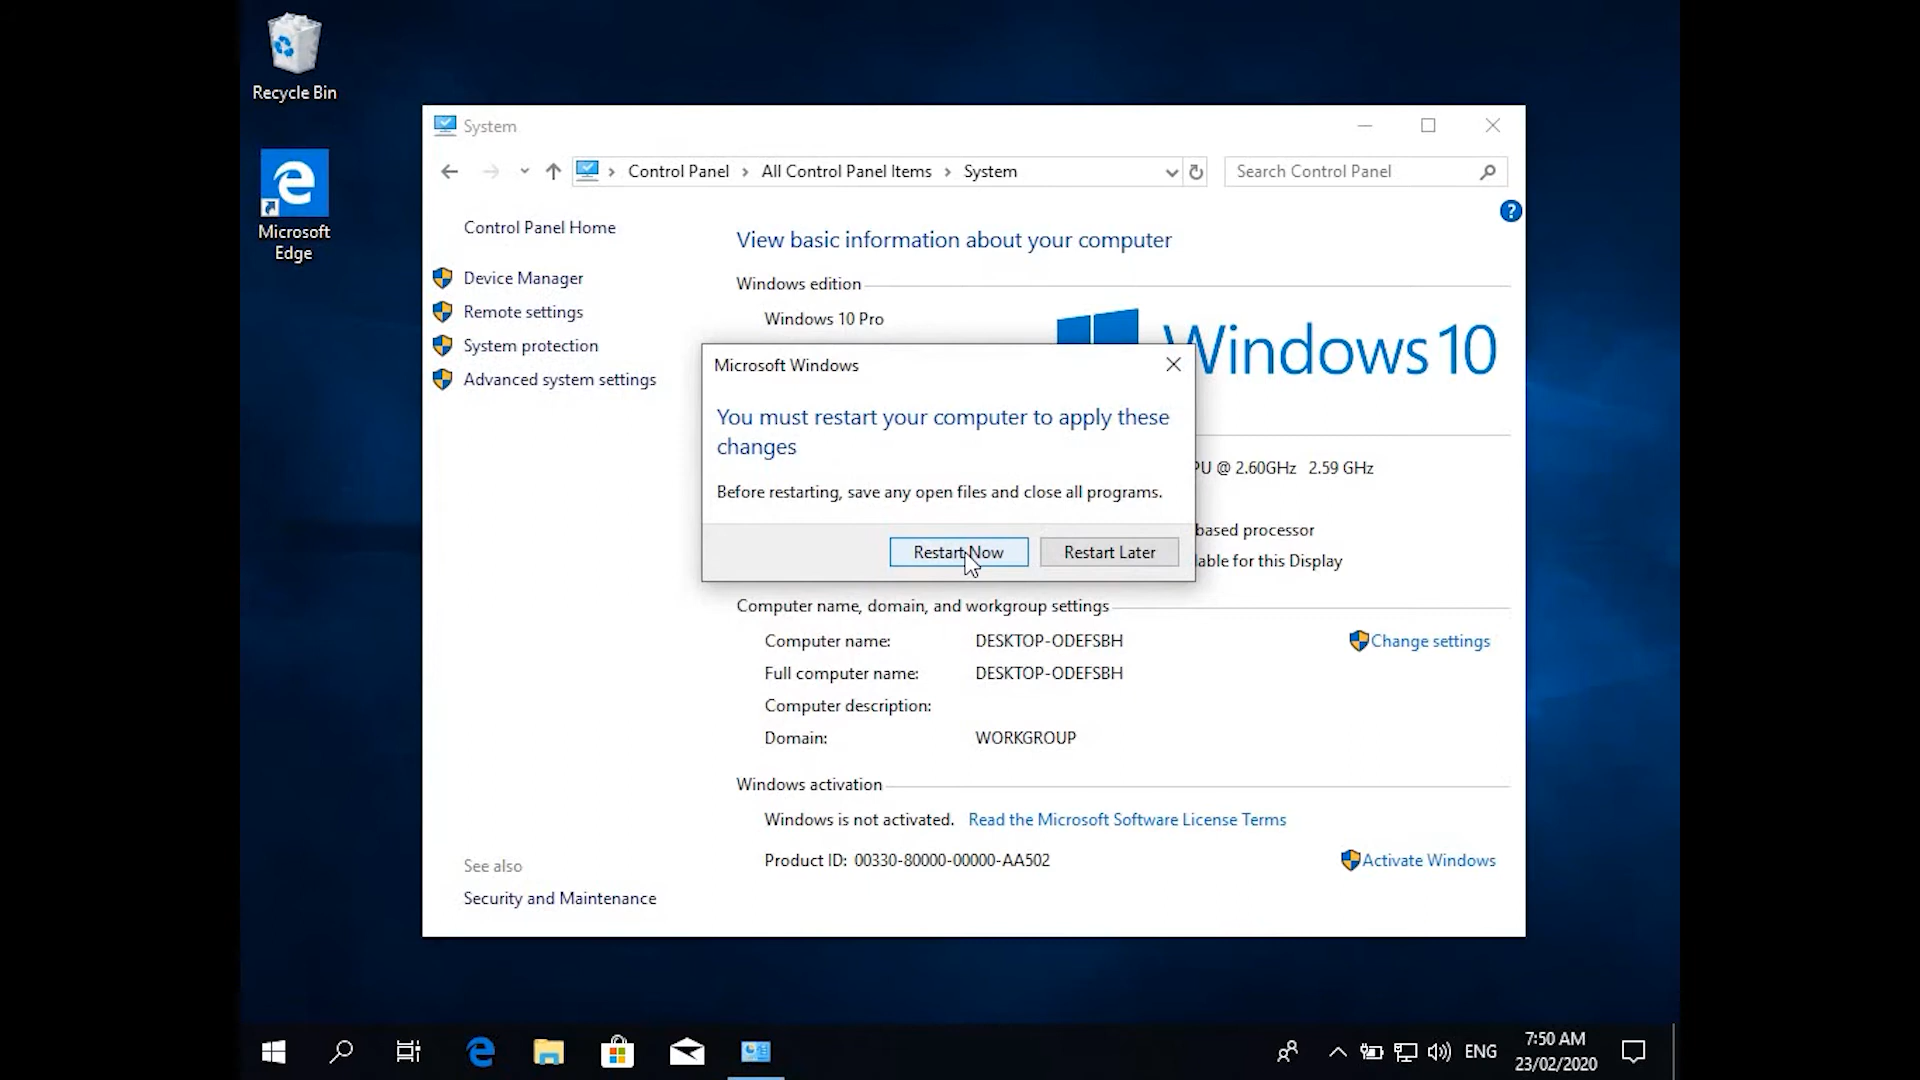 Recycle Bin
Microsoft
Edge
System
Control Panel
All Control Panel Items
System
Search Control Panel
?
Control Panel Home
Device Manager
Remote settings
System protection
Advanced system settings
See also
Security and Maintenance
View basic information about your computer
Windows edition
Windows 10 Pro
Windows 10
Microsoft Windows
You must restart your computer to apply these
changes
Before restarting, save any open files and close all programs.
Restart Now
Restart Later
@ 2.60GHz 2.59 GHz
based processor
for this Display
Computer name, domain, and workgroup settings
Computer name: DESKTOP-ODEFSBH
Change settings
Full computer name: DESKTOP-ODEFSBH
Computer description:
Domain: WORKGROUP
Windows activation
Windows is not activated. Read the Microsoft Software License Terms
Product ID: 00330-80000-00000-AA502
Activate Windows
ENG
7:50 AM
23/02/2020